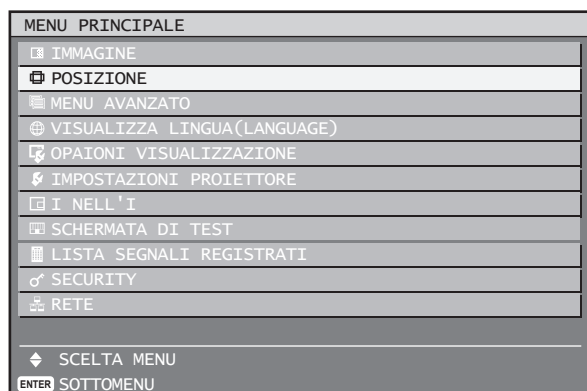 MENU PRINCIPALE
IMMAGINE
POSIZIONE
MENU AVANZATO
VISUALIZZA LINGUA(LANGUAGE)
OPAIONI VISUALIZZAZIONE
IMPOSTAZIONI PROIETTORE
I NELL'I
SCHERMATA DI TEST
LISTA SEGNALI REGISTRATI
SECURITY
RETE
SCELTA MENU
ENTER SOTTOMENU